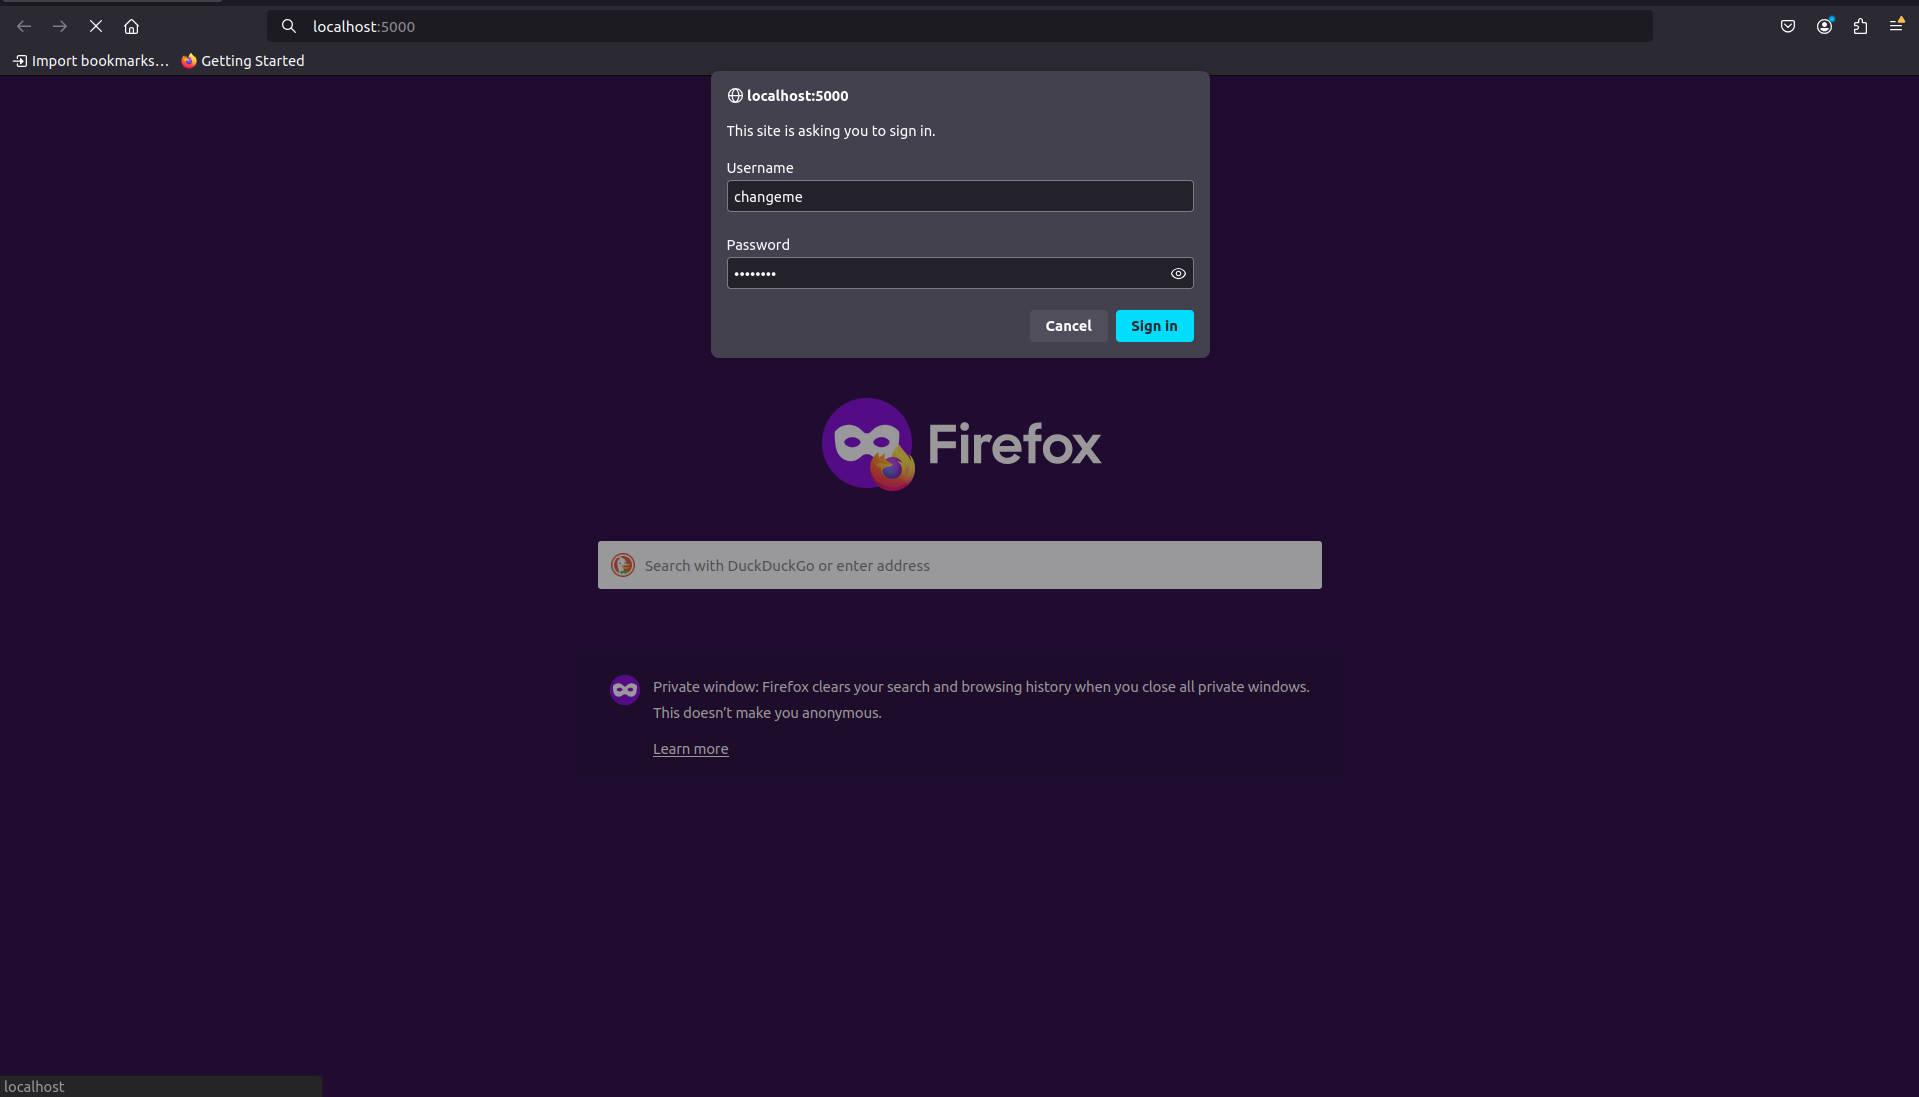 localhost:5000
Import bookmarks…
Getting Started
localhost:5000
This site is asking you to sign in.
Username
changeme
Password
••••••••
Cancel
Sign in
Firefox
Search with DuckDuckGo or enter address
Private window: Firefox clears your search and browsing history when you close all private windows.
This doesn’t make you anonymous.
Learn more
localhost